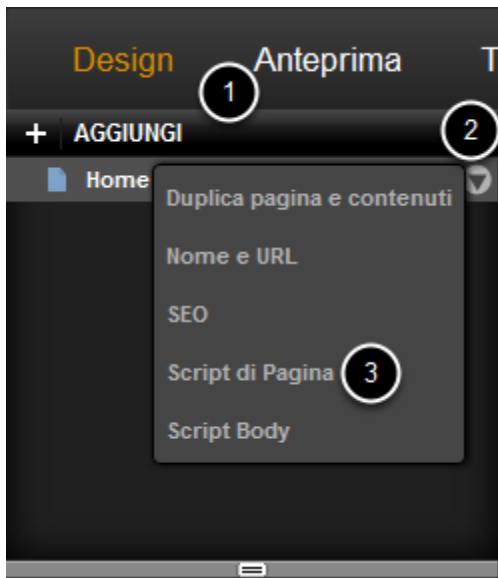 Design Anteprima T
1
+ AGGIUNGI
2
Home
Duplica pagina e contenuti
Nome e URL
SEO
Script di Pagina 3
Script Body